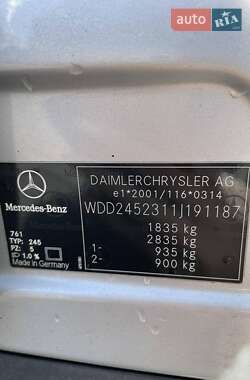 AUTO RIA
DAIMLERCHRYSLER AG
e1*2001/116*0314
WDD2452311J191187
1835 kg
2835 kg
1- 935 kg
2- 900 kg
Mercedes-Benz
761
TYP: 245
PZ: 5
1.0 %
Made in Germany